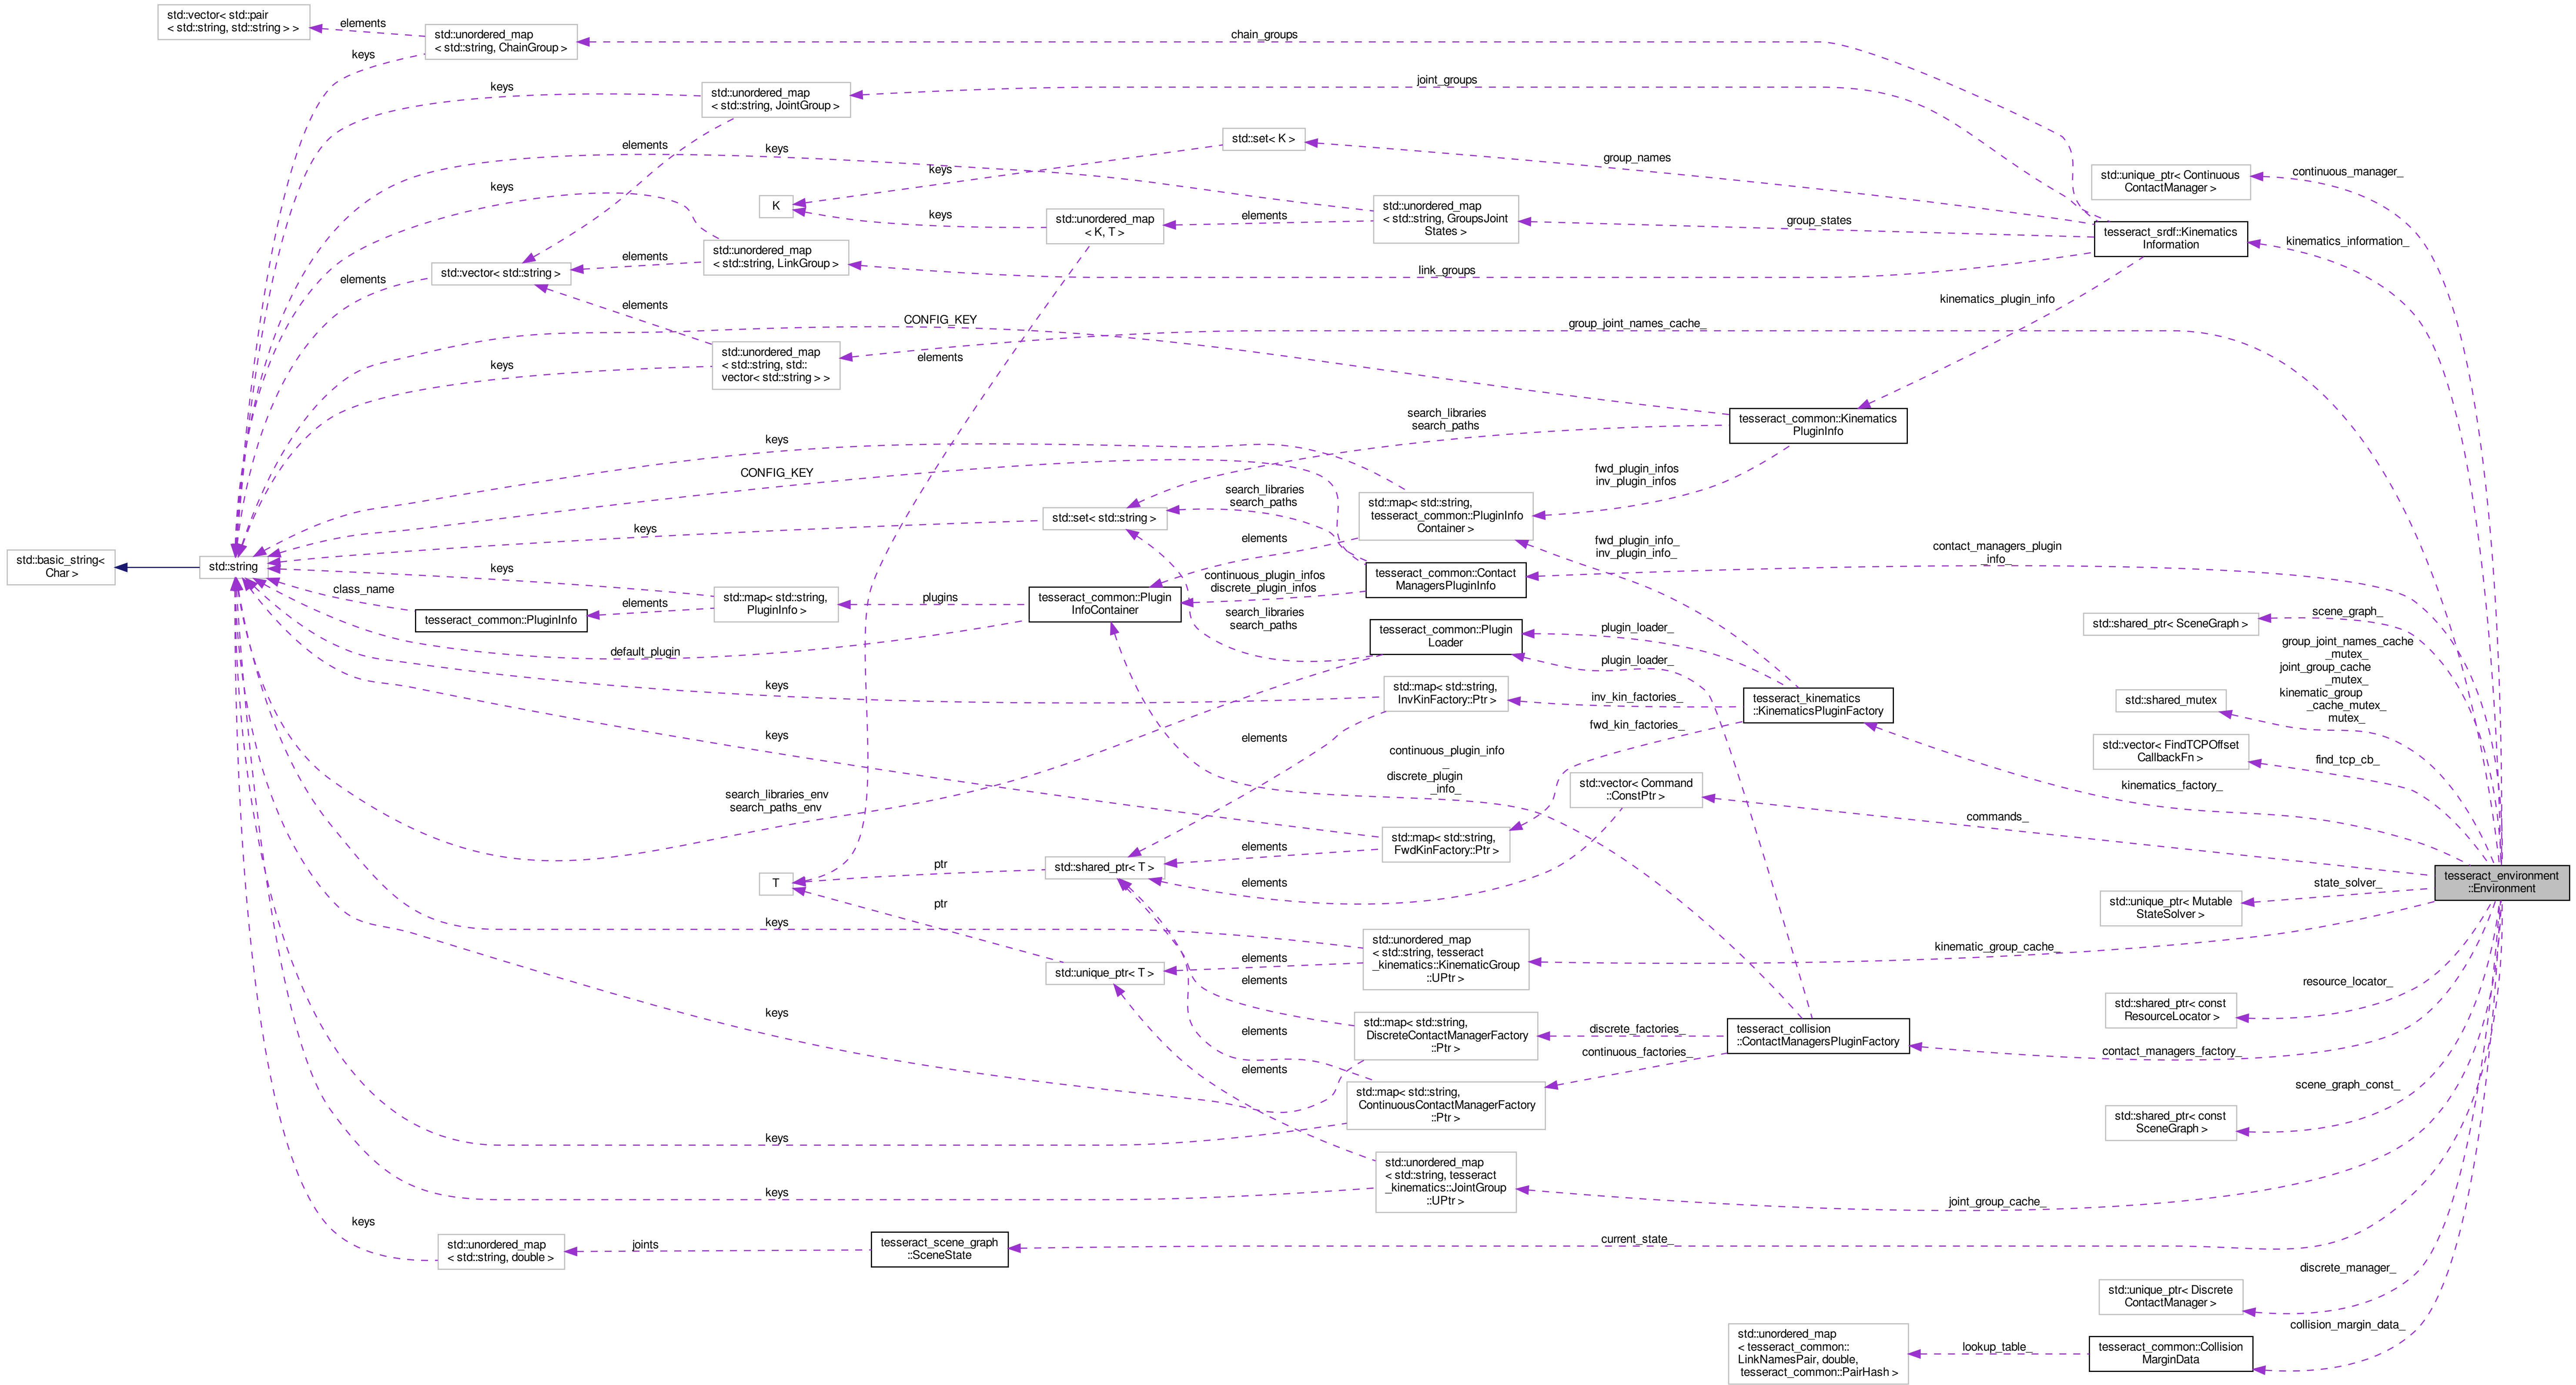 std::vector< std::pair
< std::string, std::string > >
elements
std::unordered_map
< std::string, ChainGroup >
chain_groups
keys
std::unordered_map
< std::string, JointGroup >
joint_groups
keys
std::set< K >
group_names
elements
keys
keys
std::unique_ptr< Continuous
ContactManager >
continuous_manager_
K
keys
std::unordered_map
< K, T >
elements
std::unordered_map
< std::string, GroupsJoint
States >
group_states
tesseract_srdf::Kinematics
Information
kinematics_information_
keys
std::unordered_map
< std::string, LinkGroup >
link_groups
elements
std::vector< std::string >
elements
elements
kinematics_plugin_info
CONFIG_KEY
group_joint_names_cache_
std::unordered_map
< std::string, std::
vector< std::string > >
elements
keys
search_libraries
search_paths
tesseract_common::Kinematics
PluginInfo
keys
CONFIG_KEY
fwd_plugin_infos
inv_plugin_infos
search_libraries
search_paths
std::map< std::string,
tesseract_common::PluginInfo
Container >
std::set< std::string >
keys
elements
fwd_plugin_info_
inv_plugin_info_
contact_managers_plugin
_info_
std::basic_string<
Char >
std::string
keys
continuous_plugin_infos
discrete_plugin_infos
tesseract_common::Contact
ManagersPluginInfo
class_name
tesseract_common::PluginInfo
elements
std::map< std::string,
PluginInfo >
plugins
tesseract_common::Plugin
InfoContainer
search_libraries
search_paths
tesseract_common::Plugin
Loader
plugin_loader_
std::shared_ptr< SceneGraph >
scene_graph_
default_plugin
plugin_loader_
group_joint_names_cache
_mutex_
joint_group_cache
_mutex_
kinematic_group
_cache_mutex_
mutex_
std::shared_mutex
keys
std::map< std::string,
InvKinFactory::Ptr >
inv_kin_factories_
tesseract_kinematics
::KinematicsPluginFactory
fwd_kin_factories_
keys
elements
continuous_plugin_info
_
discrete_plugin
_info_
std::vector< FindTCPOffset
CallbackFn >
find_tcp_cb_
kinematics_factory_
search_libraries_env
search_paths_env
std::vector< Command
::ConstPtr >
commands_
std::map< std::string,
FwdKinFactory::Ptr >
elements
std::shared_ptr< T >
ptr
T
elements
tesseract_environment
::Environment
state_solver_
std::unique_ptr< Mutable
StateSolver >
ptr
keys
std::unordered_map
< std::string, tesseract
_kinematics::KinematicGroup
::UPtr >
kinematic_group_cache_
elements
std::unique_ptr< T >
elements
resource_locator_
std::shared_ptr< const
ResourceLocator >
keys
std::map< std::string,
DiscreteContactManagerFactory
::Ptr >
discrete_factories_
tesseract_collision
::ContactManagersPluginFactory
elements
continuous_factories_
contact_managers_factory_
elements
std::map< std::string,
ContinuousContactManagerFactory
::Ptr >
scene_graph_const_
std::shared_ptr< const
SceneGraph >
keys
std::unordered_map
< std::string, tesseract
_kinematics::JointGroup
::UPtr >
keys
joint_group_cache_
keys
std::unordered_map
< std::string, double >
joints
tesseract_scene_graph
::SceneState
current_state_
discrete_manager_
std::unique_ptr< Discrete
ContactManager >
collision_margin_data_
std::unordered_map
< tesseract_common::
LinkNamesPair, double,
tesseract_common::PairHash >
lookup_table_
tesseract_common::Collision
MarginData